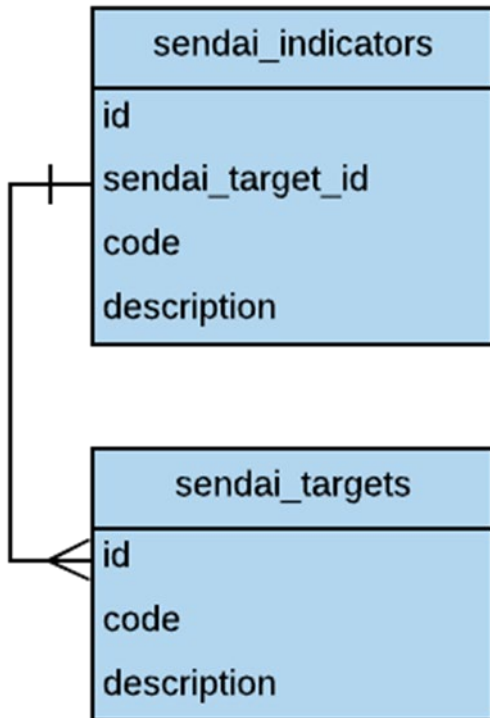 sendai_indicators
id
sendai_target_id
code
description
sendai_targets
id
code
description